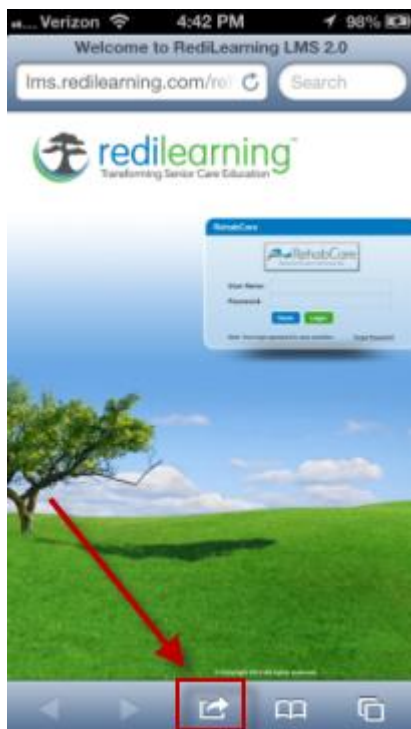 Verizon 4:42 PM 98%
Welcome to RediLearning LMS 2.0
lms.redilearning.com/re Search
redilearning™
Transforming Senior Care Education
RehabCare
RehabCare
User Name
Password
Login